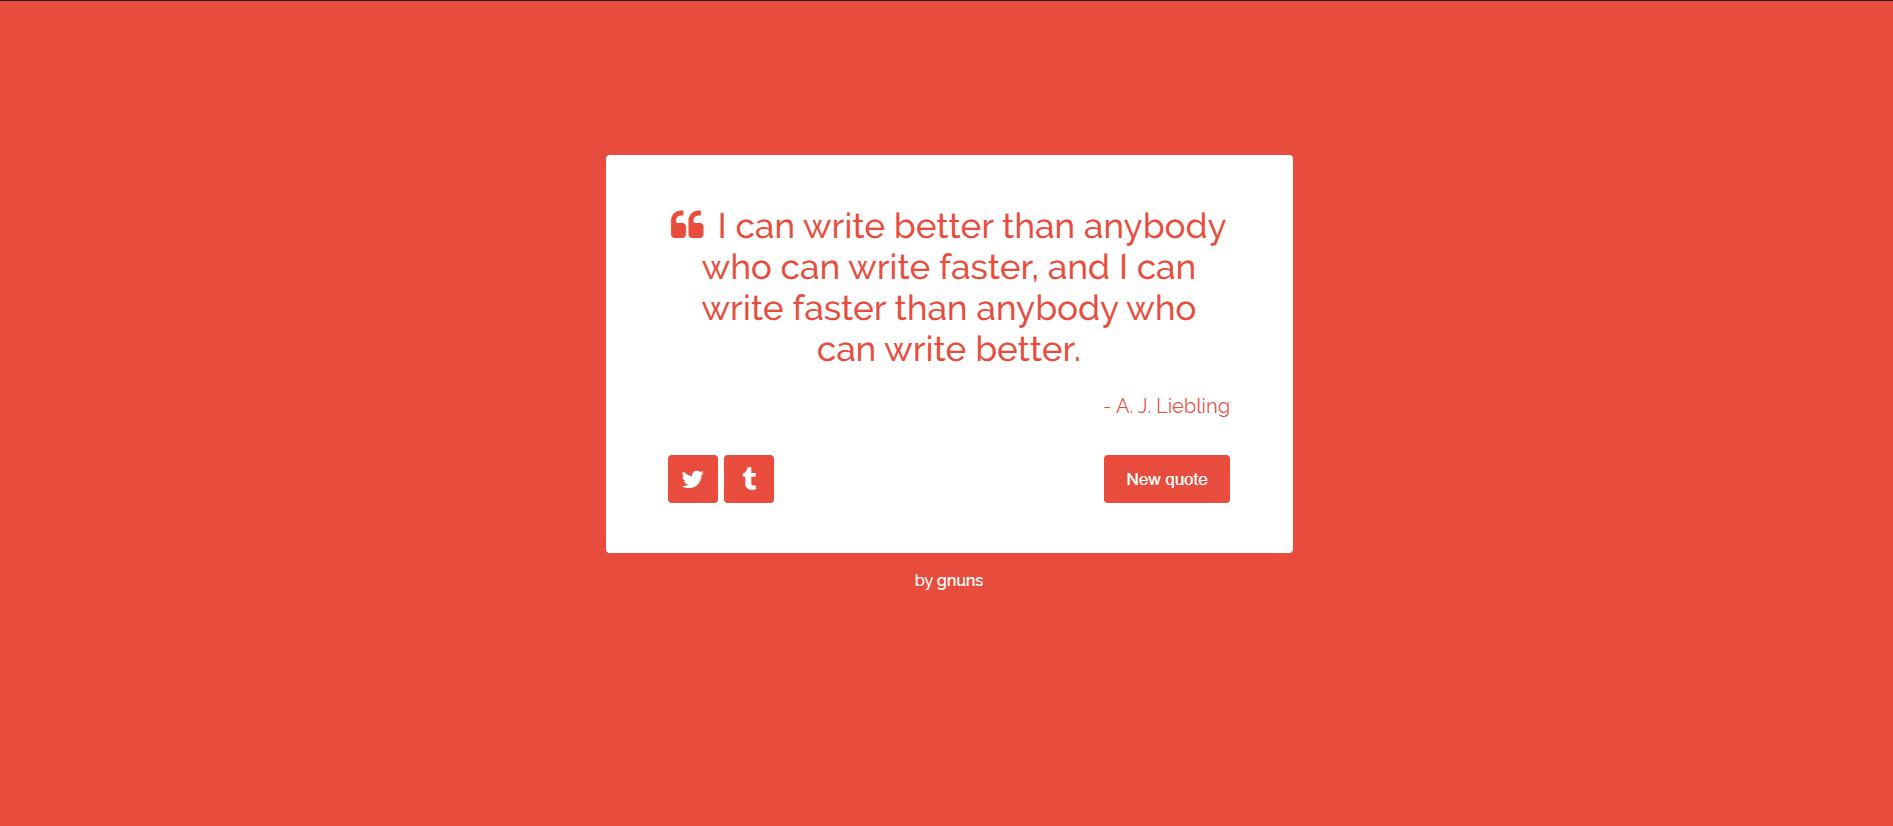 I can write better than anybody
who can write faster, and I can
write faster than anybody who
can write better.
- A. J. Liebling
New quote
by gnuns